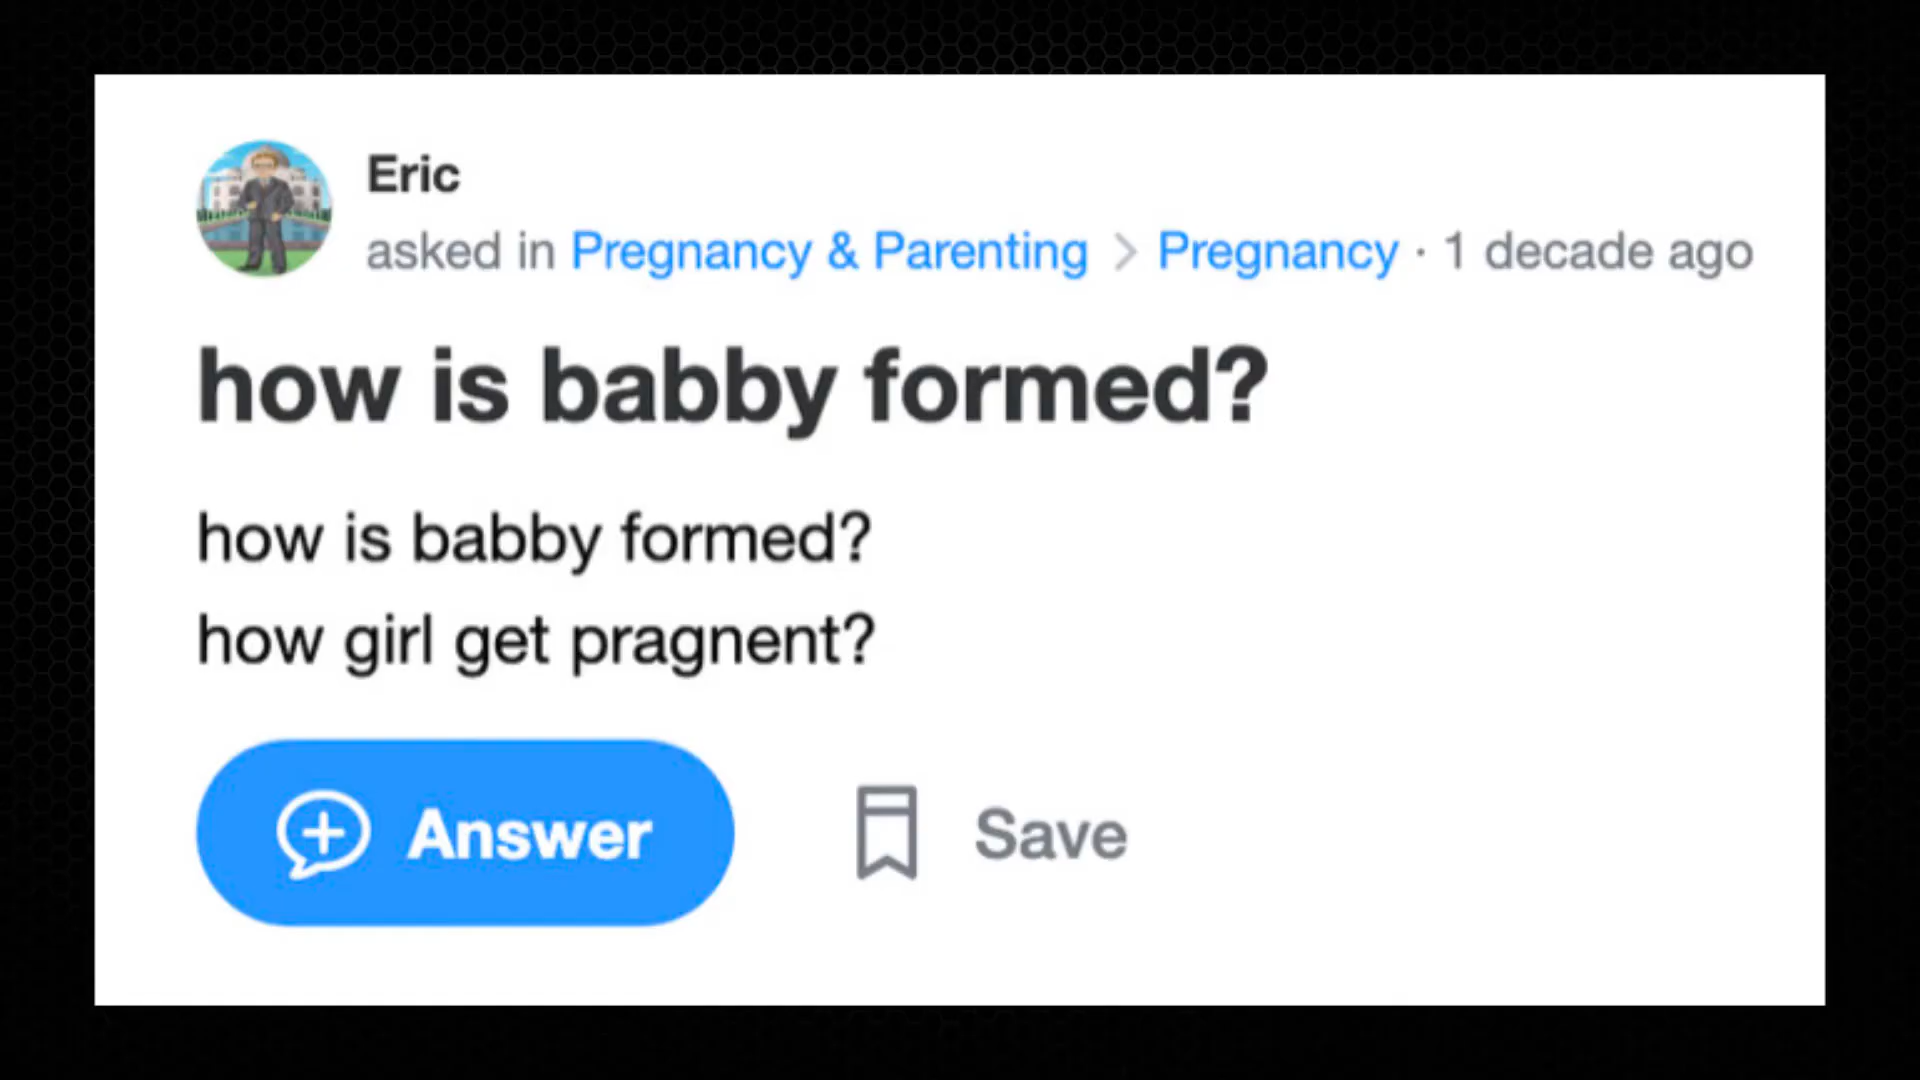 Eric
asked in Pregnancy & Parenting > Pregnancy · 1 decade ago
how is babby formed?
how is babby formed?
how girl get pragnent?
Answer
Save